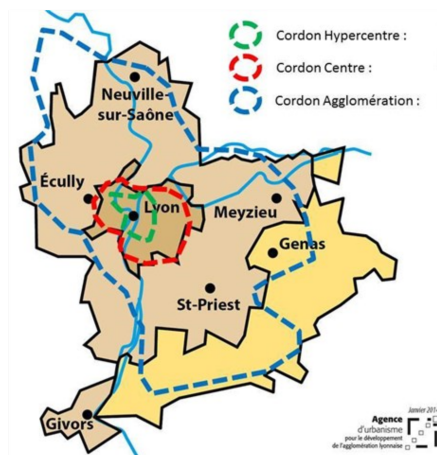 Cordon Hypercentre :
Cordon Centre :
Cordon Agglomération :
Neuville-
sur-Saône
Écully
Lyon
Meyzieu
Genas
St-Priest
Givors
Agence
d'urbanisme
pour le développement
de l'agglomération lyonnaise